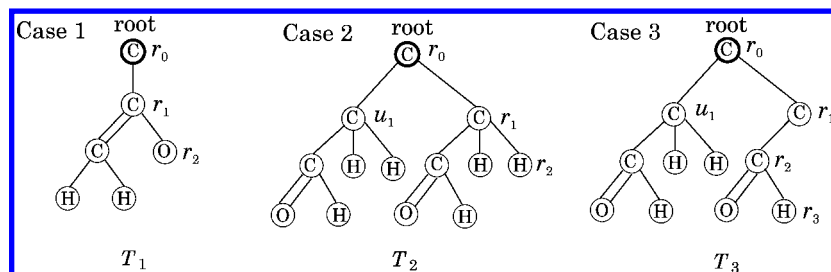 Case 1 root Case 2 root Case 3 root
C r0 C r0 C r0
C r1 C u1 C r1 C u1 C r1
C O r2 C H H C H H r2 C H H C r2
H H O H O H O H O H r3
T1 T2 T3